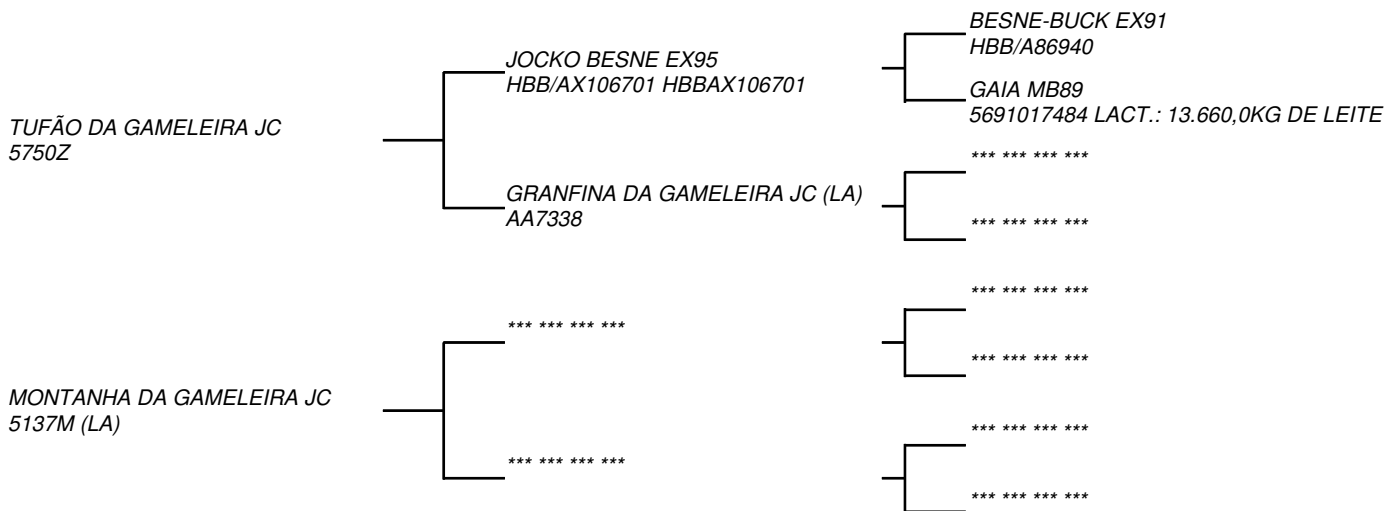 BESNE-BUCK EX91
HBB/A86940
JOCKO BESNE EX95
HBB/AX106701 HBBAX106701
GAIA MB89
5691017484 LACT.: 13.660,0KG DE LEITE
TUFÃO DA GAMELEIRA JC
5750Z
*** *** *** ***
GRANFINA DA GAMELEIRA JC (LA)
AA7338
*** *** *** ***
*** *** *** ***
*** *** *** ***
*** *** *** ***
MONTANHA DA GAMELEIRA JC
5137M (LA)
*** *** *** ***
*** *** *** ***
*** *** *** ***